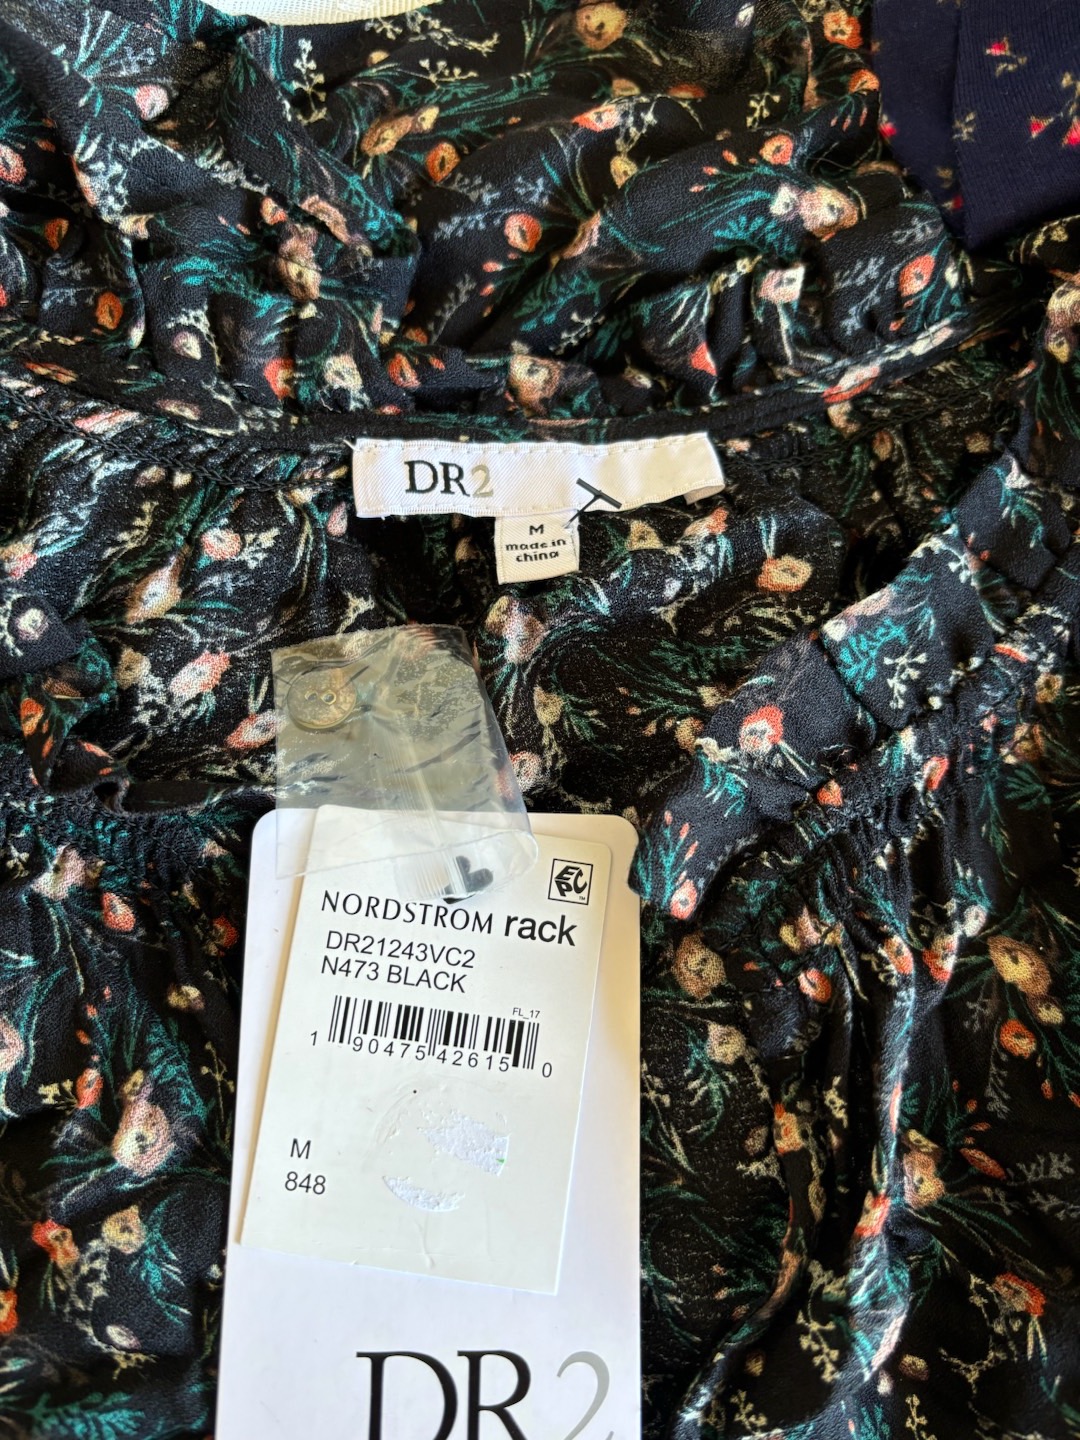 DR2
M
made in
china
NORDSTROM rack
DR21243VC2
N473 BLACK
FL_17
1 90475 42615 0
M
848
DR2